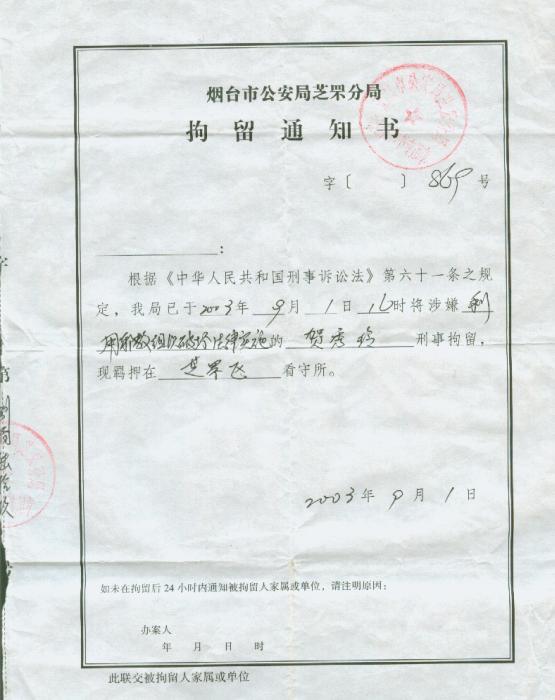 烟台市公安局芝罘分局
拘留通知书
字〔 〕869号
:
根据《中华人民共和国刑事诉讼法》第六十一条之规
定，我局已于2003年9月1日16时将涉嫌利
用邪教组织破坏法律实施的贺秀玲刑事拘留，
现羁押在芝罘区看守所。
2003年9月1日
如未在拘留后24小时内通知被拘留人家属或单位，请注明原因:
办案人
年 月 日 时
此联交被拘留人家属或单位